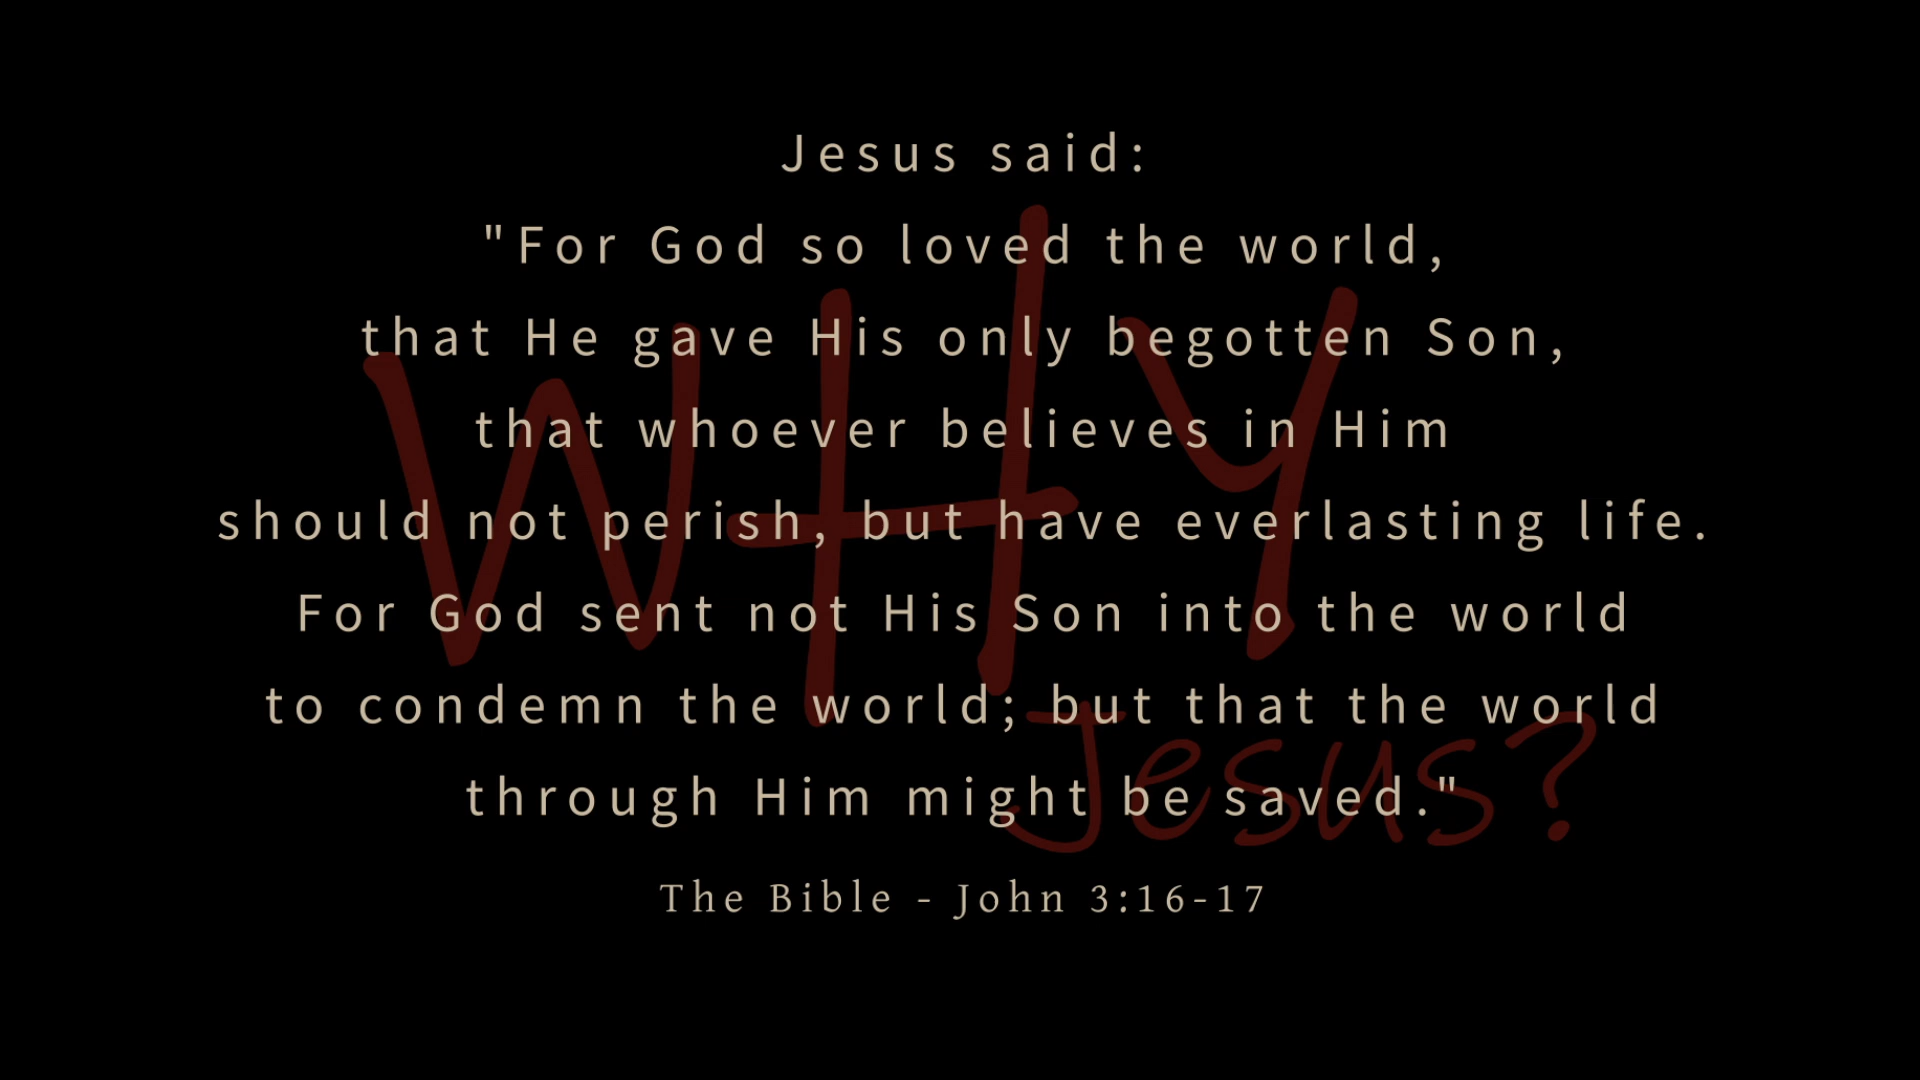 Jesus said:
"For God so loved the world,
that He gave His only begotten Son,
that whoever believes in Him
should not perish, but have everlasting life.
For God sent not His Son into the world
to condemn the world; but that the world
through Him might be saved."
The Bible - John 3:16-17
WHY
Jesus?